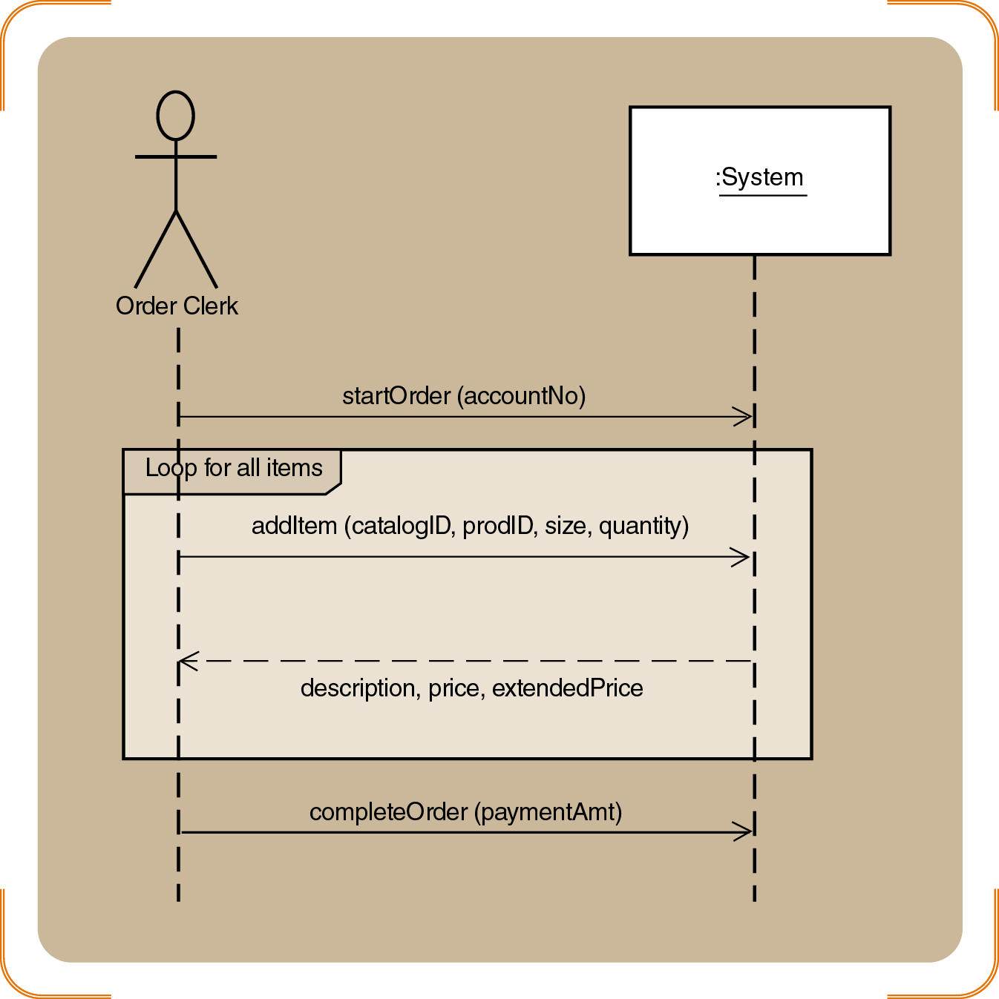 :System
Order Clerk
startOrder (accountNo)
Loop for all items
addItem (catalogID, prodID, size, quantity)
description, price, extendedPrice
completeOrder (paymentAmt)